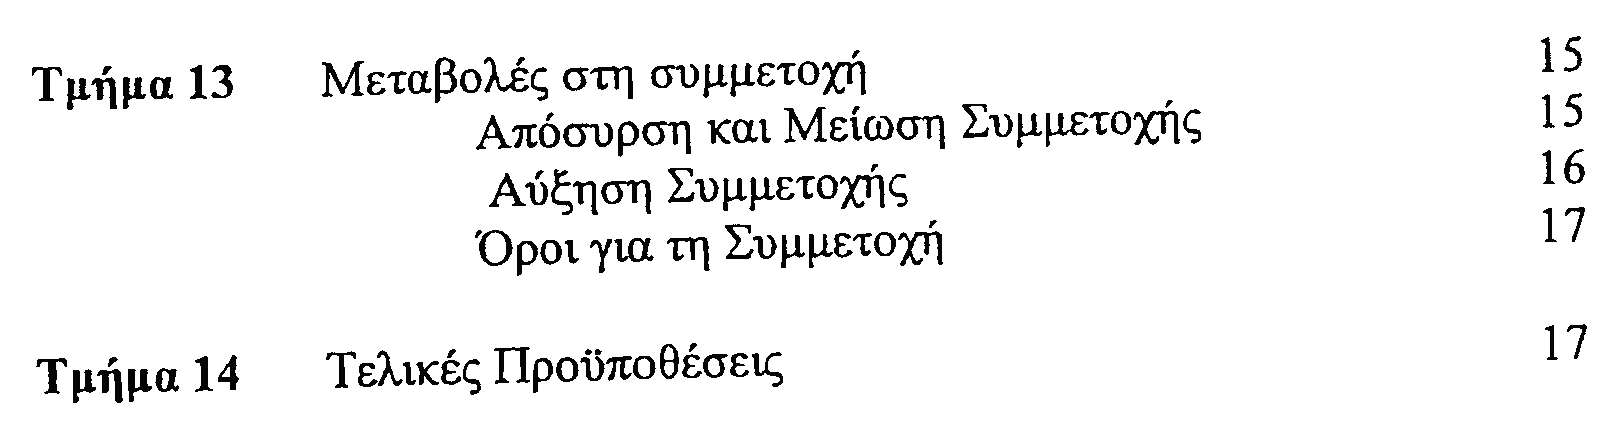 Τμήμα 13 Μεταβολές στη συμμετοχή 15
Απόσυρση και Μείωση Συμμετοχής 15
Αύξηση Συμμετοχής 16
Όροι για τη Συμμετοχή 17
Τμήμα 14 Τελικές Προϋποθέσεις 17